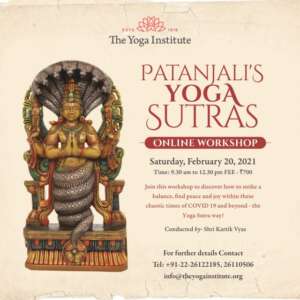 ESTD 1918
The Yoga Institute
PATANJALI'S
YOGA
SUTRAS
ONLINE WORKSHOP
Saturday, February 20, 2021
Time: 9.30 am to 12.30 pm FEE - ₹700
Join this workshop to discover how to strike a
balance, find peace and joy within these
chaotic times of COVID 19 and beyond - the
Yoga Sutra way!
Conducted by- Shri Kartik Vyas
For further details Contact
Tel: +91-22-26122185, 26110506
info@theyogainstitute.org